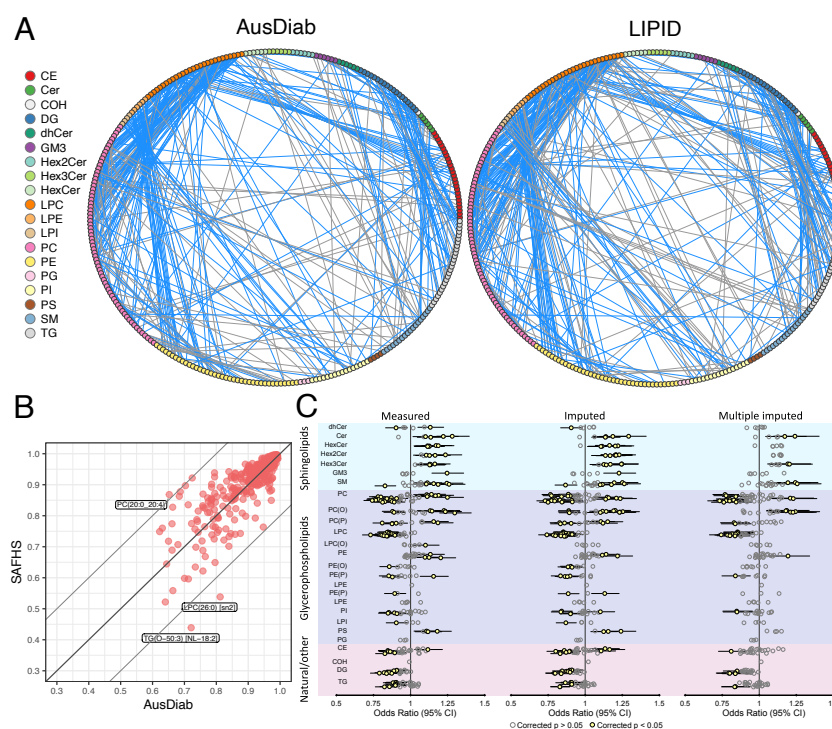 A
AusDiab
LIPID
CE
Cer
COH
DG
dhCer
GM3
Hex2Cer
Hex3Cer
HexCer
LPC
LPE
LPI
PC
PE
PG
PI
PS
SM
TG
B
1.0
0.9
0.8
0.7
0.6
0.5
0.4
0.3
SAFHS
PC(20:0_20:4)
LPC(26:0) [sn2]
TG(O−50:3) [NL−18:2]
0.3 0.4 0.5 0.6 0.7 0.8 0.9 1.0
AusDiab
C
Measured Imputed Multiple imputed
Sphingolipids
dhCer
Cer
HexCer
Hex2Cer
Hex3Cer
GM3
SM
Glycerophospholipids
PC
PC(O)
PC(P)
LPC
LPC(O)
PE
PE(O)
PE(P)
LPE
PE(P)
LPE
PI
LPI
PS
PG
Natural/other
CE
COH
DG
TG
0.5 0.75 1 1.25 1.5 0.75 1 1.25 1.5 0.75 1 1.25 1.5
Odds Ratio (95% CI) Odds Ratio (95% CI) Odds Ratio (95% CI)
Corrected p > 0.05 Corrected p < 0.05